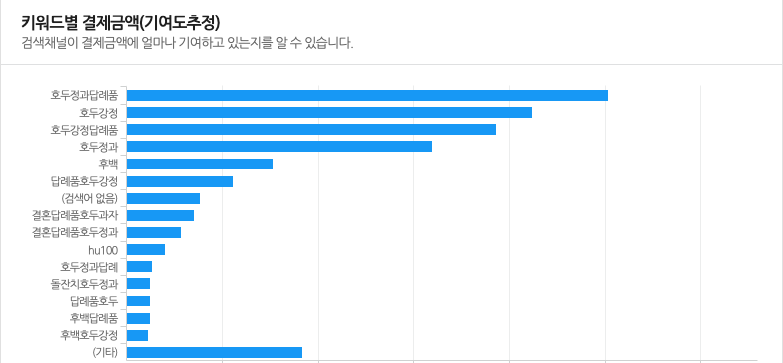 키워드별 결제금액(기여도추정)
검색채널이 결제금액에 얼마나 기여하고 있는지를 알 수 있습니다.
호두정과답례품
호두강정
호두강정답례품
호두정과
후백
답례품호두강정
(검색어 없음)
결혼답례품호두과자
결혼답례품호두정과
hu100
호두정과답례
돌잔치호두정과
답례품호두
후백답례품
후백호두강정
(기타)